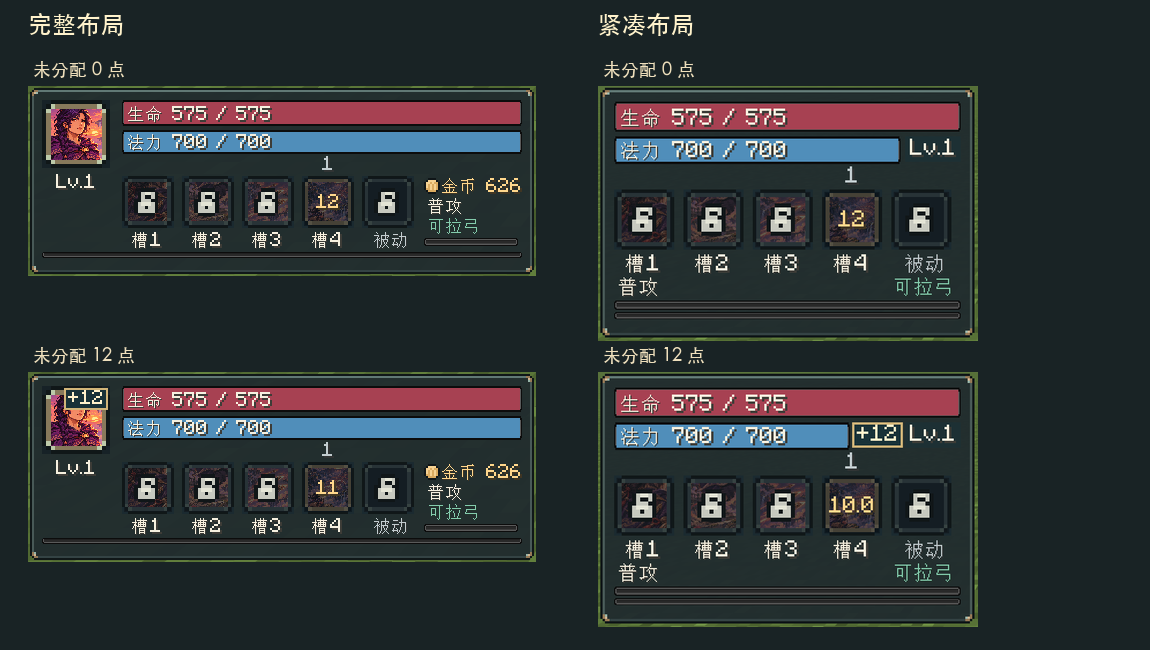 完整布局
未分配 0 点
生命 575 / 575
法力 700 / 700
Lv.1
1
12
金币 626
普攻
可拉弓
槽1 槽2 槽3 槽4 被动
未分配 12 点
+12
生命 575 / 575
法力 700 / 700
Lv.1
1
11
金币 626
普攻
可拉弓
槽1 槽2 槽3 槽4 被动
紧凑布局
未分配 0 点
生命 575 / 575
法力 700 / 700 Lv.1
1
12
槽1 槽2 槽3 槽4 被动
普攻 可拉弓
未分配 12 点
生命 575 / 575
法力 700 / 700 +12 Lv.1
1
10.0
槽1 槽2 槽3 槽4 被动
普攻 可拉弓